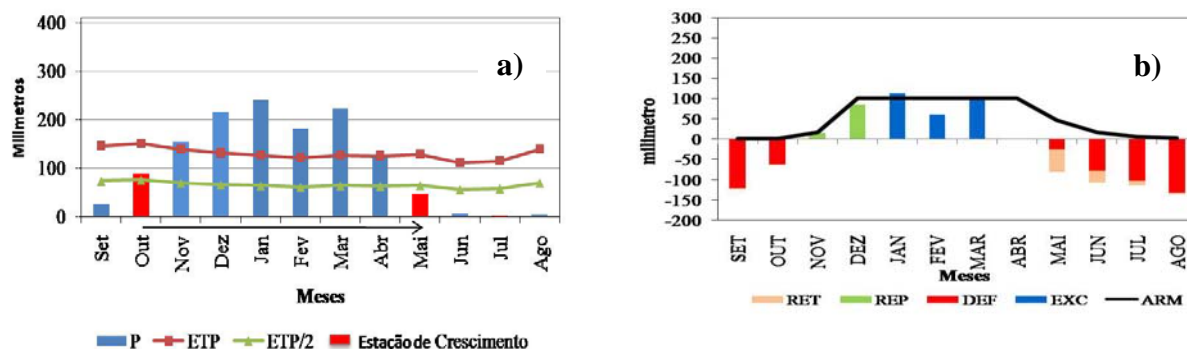 a)
400
300
200
100
0
Milímetros
Set Out Nov Dez Jan Fev Mar Abr Mai Jun Jul Ago
Meses
P ETP ETP/2 Estação de Crescimento
b)
300
250
200
150
100
50
0
-50
-100
-150
-200
milímetro
SET OUT NOV DEZ JAN FEV MAR ABR MAI JUN JUL AGO
Meses
RET REP DEF EXC ARM